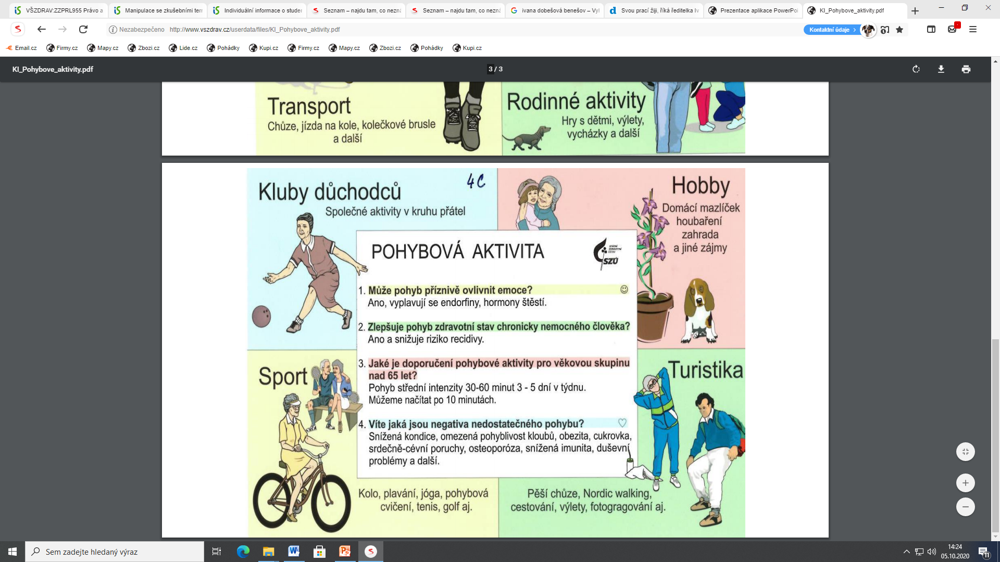 VŠZDRAV:ZZPRL955 Právo a
Manipulace se zkušebními terr
Individuální informace o studer
Seznam – najdu tam, co nezná
Seznam – najdu tam, co nezná
ivana dobešová benešov – Vyl
Svou prací žiji, říká ředitelka Iv
Prezentace aplikace PowerPoi
KI_Pohybove_aktivity.pdf
Nezabezpečeno http://www.vszdrav.cz/userdata/files/KI_Pohybove_aktivity.pdf
Kontaktní údaje
Email.cz Firmy.cz Mapy.cz Zbozi.cz Lide.cz Pohádky Kupi.cz Firmy.cz Mapy.cz Zbozi.cz Pohádky Kupi.cz
KI_Pohybove_aktivity.pdf
3 / 3
Transport
Chůze, jízda na kole, kolečkové brusle
a další
Rodinné aktivity
Hry s dětmi, výlety,
vycházky a další
Kluby důchodců
4C
Společné aktivity v kruhu přátel
Hobby
Domácí mazlíček
houbaření
zahrada
a jiné zájmy
POHYBOVÁ AKTIVITA
STÁTNÍ
ZDRAVOTNÍ
ÚSTAV
SZÚ
1. Může pohyb příznivě ovlivnit emoce?
Ano, vyplavují se endorfiny, hormony štěstí.
2. Zlepšuje pohyb zdravotní stav chronicky nemocného člověka?
Ano a snižuje riziko recidivy.
3. Jaké je doporučení pohybové aktivity pro věkovou skupinu
nad 65 let?
Pohyb střední intenzity 30-60 minut 3 - 5 dní v týdnu.
Můžeme načítat po 10 minutách.
4. Víte jaká jsou negativa nedostatečného pohybu?
Snížená kondice, omezená pohyblivost kloubů, obezita, cukrovka,
srdečně-cévní poruchy, osteoporóza, snížená imunita, duševní
problémy a další.
Sport
Kolo, plavání, jóga, pohybová
cvičení, tenis, golf aj.
Turistika
Pěší chůze, Nordic walking,
cestování, výlety, fotogragování aj.
Sem zadejte hledaný výraz
14:24
05.10.2020
11